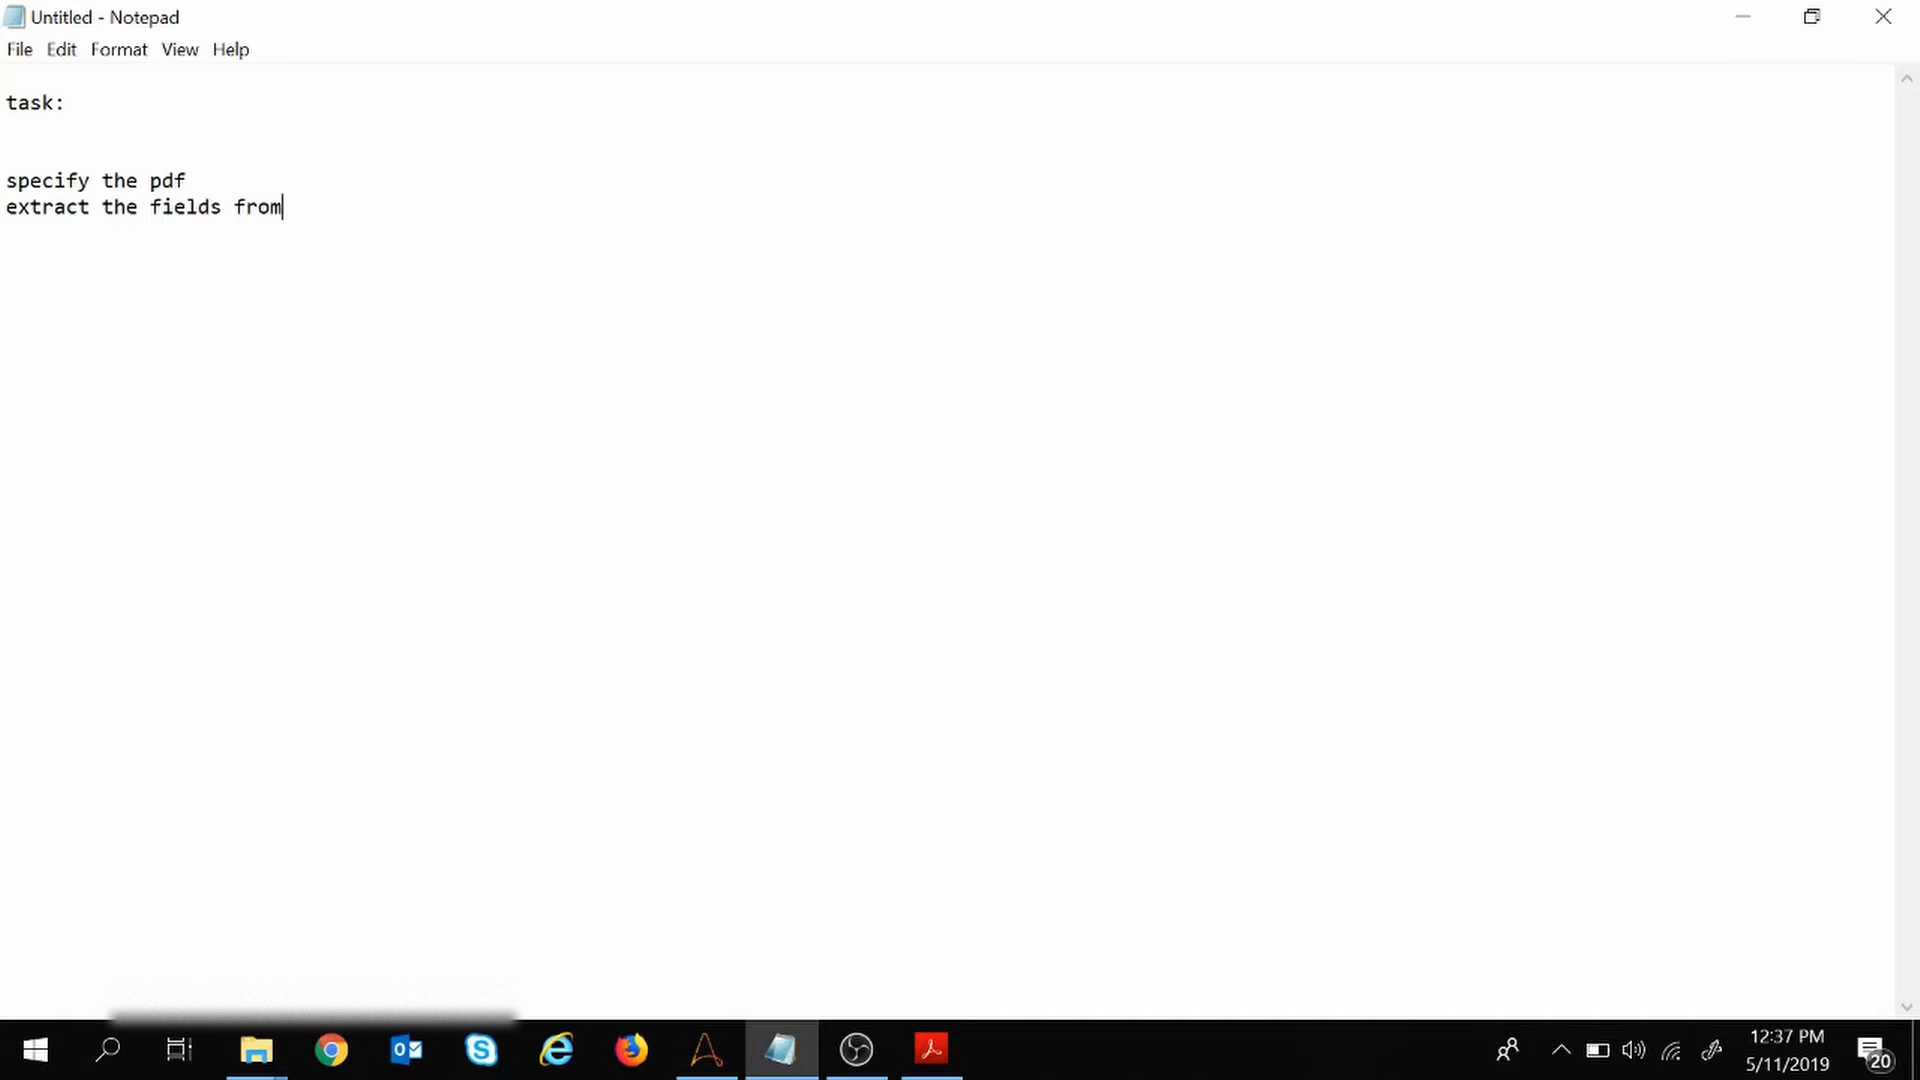 Untitled - Notepad
File Edit Format View Help
task:
specify the pdf
extract the fields from
12:37 PM
5/11/2019
20